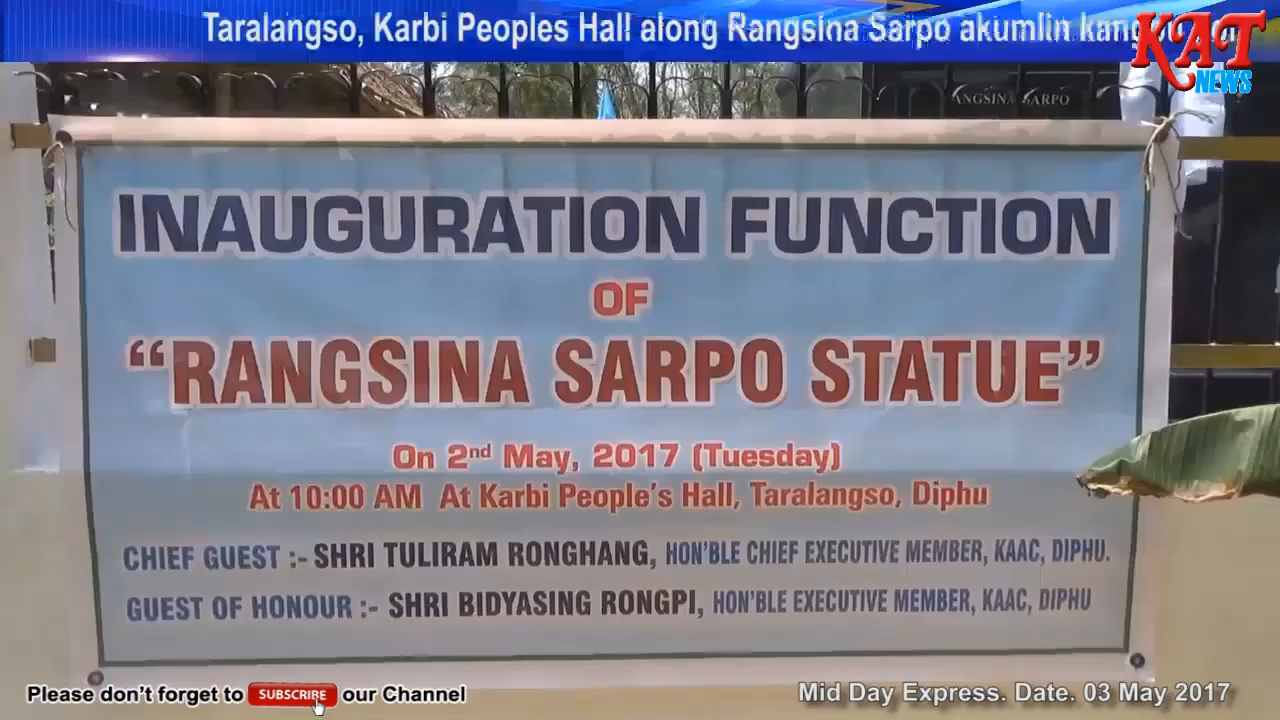 Taralangso, Karbi Peoples Hall along Rangsina Sarpo akumlin
KAT
NEWS
ANGSINA SARPO
INAUGURATION FUNCTION
OF
“RANGSINA SARPO STATUE”
On 2nd May, 2017 (Tuesday)
At 10:00 AM At Karbi People's Hall, Taralangso, Diphu
CHIEF GUEST :- SHRI TULIRAM RONGHANG, HON'BLE CHIEF EXECUTIVE MEMBER, KAAC, DIPHU.
GUEST OF HONOUR :- SHRI BIDYASING RONGPI, HON'BLE EXECUTIVE MEMBER, KAAC, DIPHU
Please don't forget to SUBSCRIBE our Channel
Mid Day Express. Date. 03 May 2017